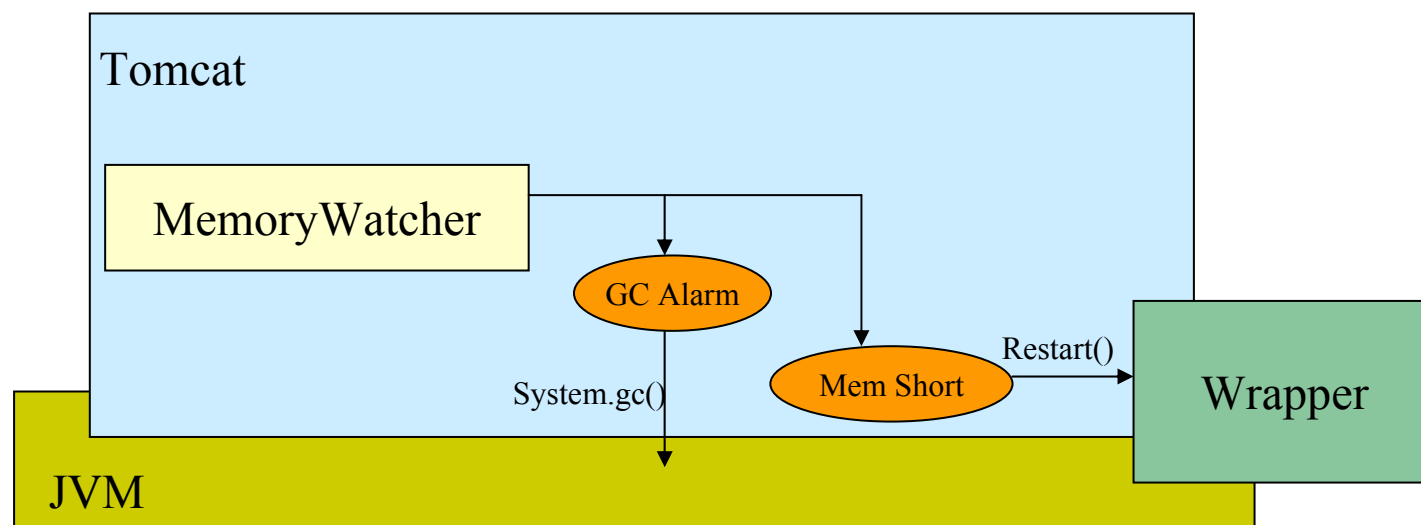 Tomcat
MemoryWatcher
GC Alarm
System.gc()
Mem Short
Restart()
Wrapper
JVM